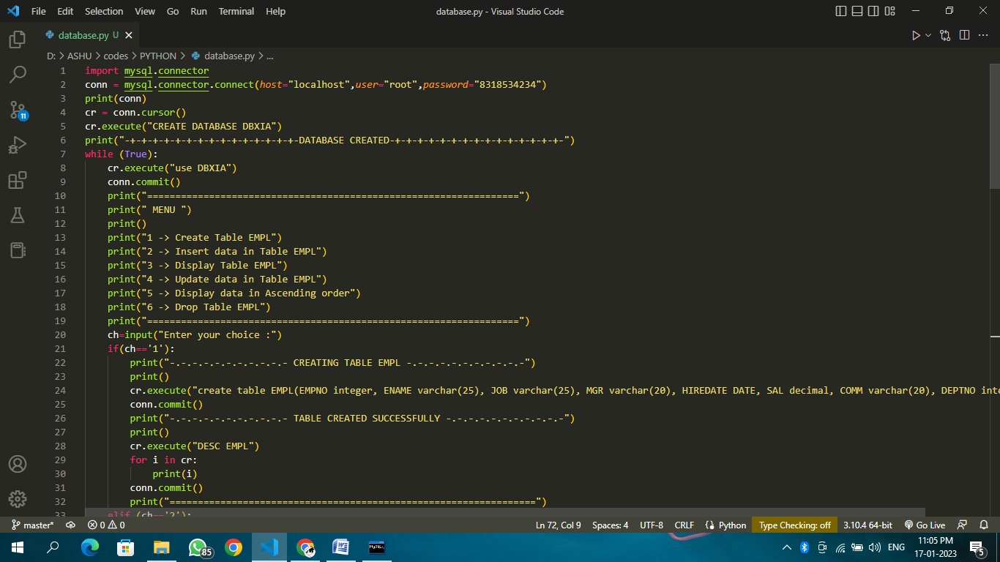 File Edit Selection View Go Run Terminal Help database.py - Visual Studio Code
database.py U
D: > ASHU > codes > PYTHON > database.py > ...
1 import mysql.connector
2 conn = mysql.connector.connect(host="localhost",user="root",password="8318534234")
3 print(conn)
4 cr = conn.cursor()
5 cr.execute("CREATE DATABASE DBXIA")
6 print("-+-+-+-+-+-+-+-+-+-+-+-+-+-+-+-DATABASE CREATED-+-+-+-+-+-+-+-+-+-+-+-+-+-+-+-")
7 while (True):
8 cr.execute("use DBXIA")
9 conn.commit()
10 print("==================================================================")
11 print(" MENU ")
12 print()
13 print("1 -> Create Table EMPL")
14 print("2 -> Insert data in Table EMPL")
15 print("3 -> Display Table EMPL")
16 print("4 -> Update data in Table EMPL")
17 print("5 -> Display data in Ascending order")
18 print("6 -> Drop Table EMPL")
19 print("==================================================================")
20 ch=input("Enter your choice :")
21 if(ch=='1'):
22 print("-.-.-.-.-.-.-.-.-.-.- CREATING TABLE EMPL -.-.-.-.-.-.-.-.-.-.-")
23 print()
24 cr.execute("create table EMPL(EMPNO integer, ENAME varchar(25), JOB varchar(25), MGR varchar(20), HIREDATE DATE, SAL decimal, COMM varchar(20), DEPTNO inte
25 conn.commit()
26 print("-.-.-.-.-.-.-.-.-.-.- TABLE CREATED SUCCESSFULLY -.-.-.-.-.-.-.-.-.-.-")
27 print()
28 cr.execute("DESC EMPL")
29 for i in cr:
30 print(i)
31 conn.commit()
32 print("=================================================================")
33 elif (ch=='2'):
11
master* 0 0 Ln 72, Col 9 Spaces: 4 UTF-8 CRLF Python Type Checking: off 3.10.4 64-bit Go Live
85 MySQL ENG 11:05 PM
17-01-2023 5